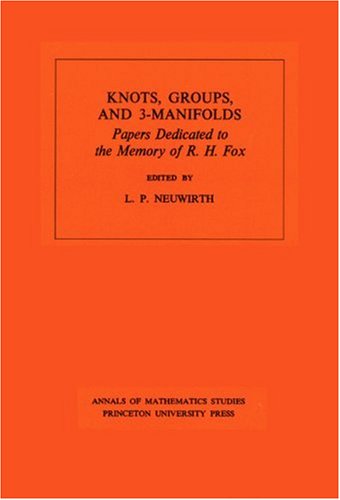 KNOTS, GROUPS,
AND 3-MANIFOLDS
Papers Dedicated to
the Memory of R. H. Fox
EDITED BY
L. P. NEUWIRTH
ANNALS OF MATHEMATICS STUDIES
PRINCETON UNIVERSITY PRESS